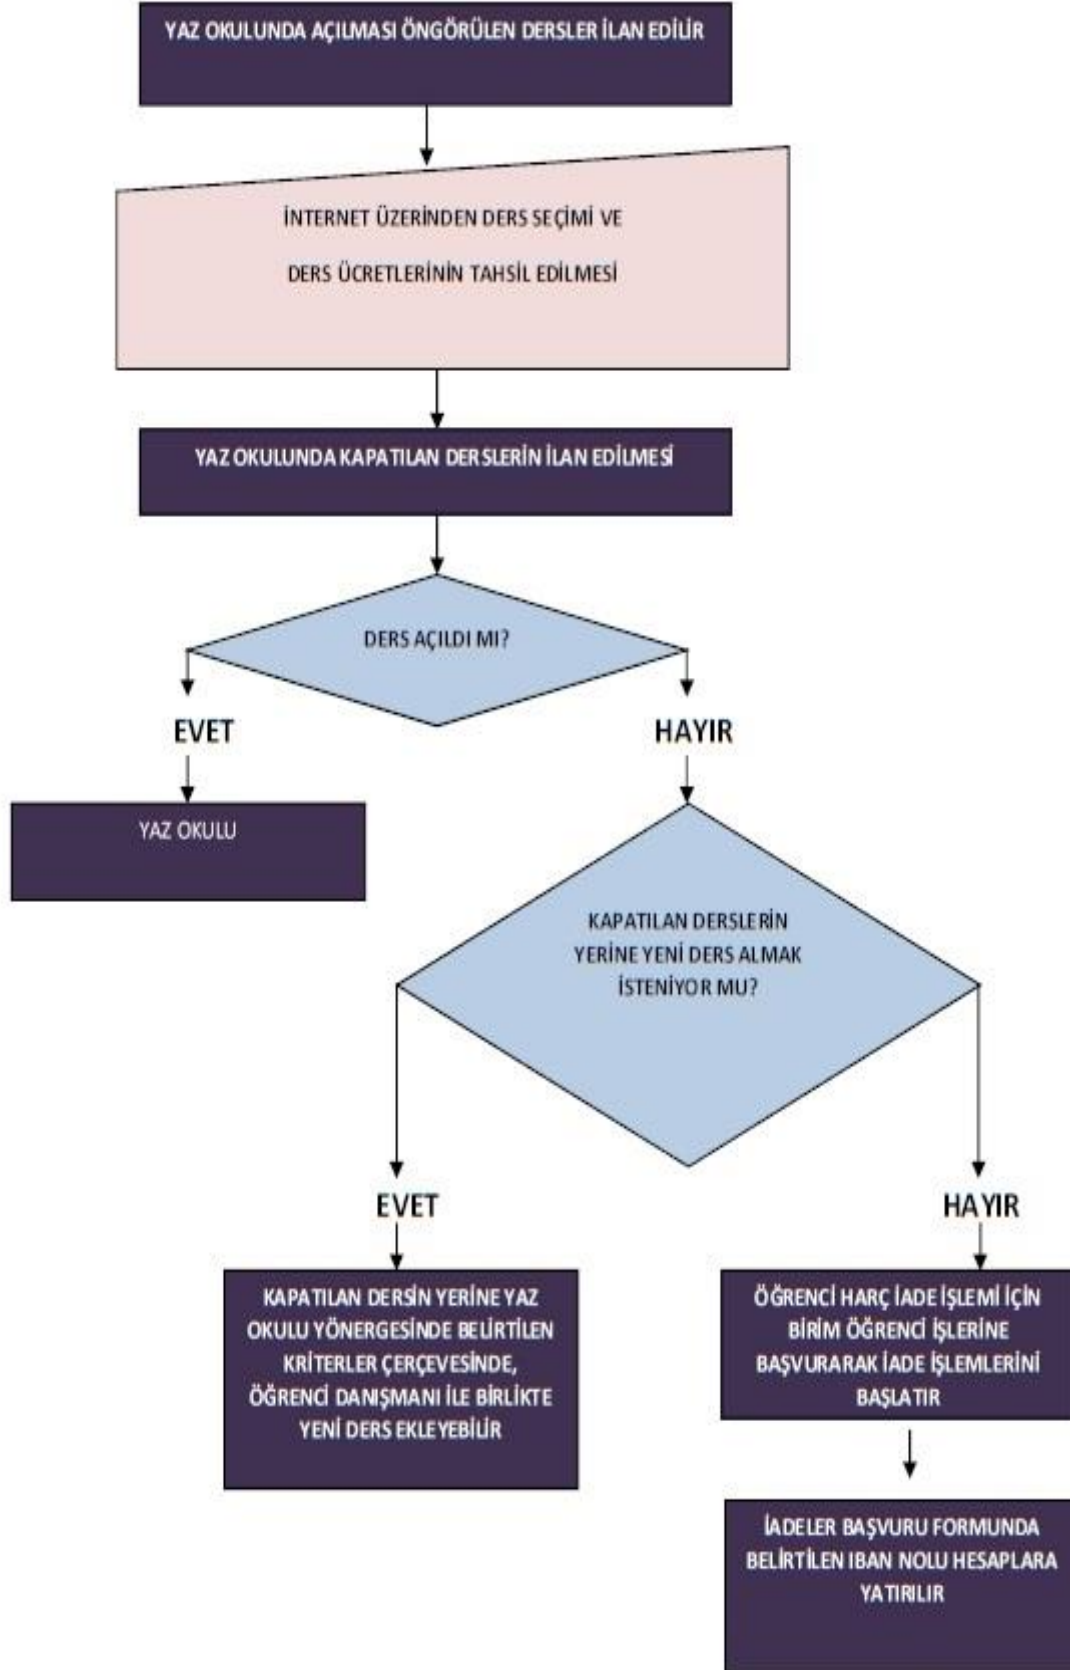 YAZ OKULUNDA AÇILMASI ÖNGÖRÜLEN DERSLER İLAN EDİLİR
İNTERNET ÜZERİNDEN DERS SEÇİMİ VE
DERS ÜCRETLERİNİN TAHSİL EDİLMESİ
YAZ OKULUNDA KAPATILAN DERSLERİN İLAN EDİLMESİ
DERS AÇILDI MI?
EVET
HAYIR
YAZ OKULU
KAPATILAN DERSLERİN
YERİNE YENİ DERS ALMAK
İSTENİYOR MU?
EVET
HAYIR
KAPATILAN DERSİN YERİNE YAZ
OKULU YÖNERGESİNDE BELİRTİLEN
KRİTERLER ÇERÇEVESİNDE,
ÖĞRENCİ DANIŞMANI İLE BİRLİKTE
YENİ DERS EKLEYEBİLİR
ÖĞRENCİ HARÇ İADE İŞLEMİ İÇİN
BİRİM ÖĞRENCİ İŞLERİNE
BAŞVURARAK İADE İŞLEMLERİNİ
BAŞLATIR
İADELER BAŞVURU FORMUNDA
BELİRTİLEN IBAN NOLU HESAPLARA
YATIRILIR